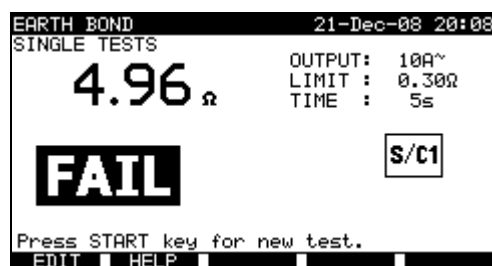 EARTH BOND 21-Dec-08 20:08
SINGLE TESTS
4.96 Ω
OUTPUT: 10A~
LIMIT : 0.30Ω
TIME : 5s
FAIL
S/C1
Press START key for new test.
EDIT HELP